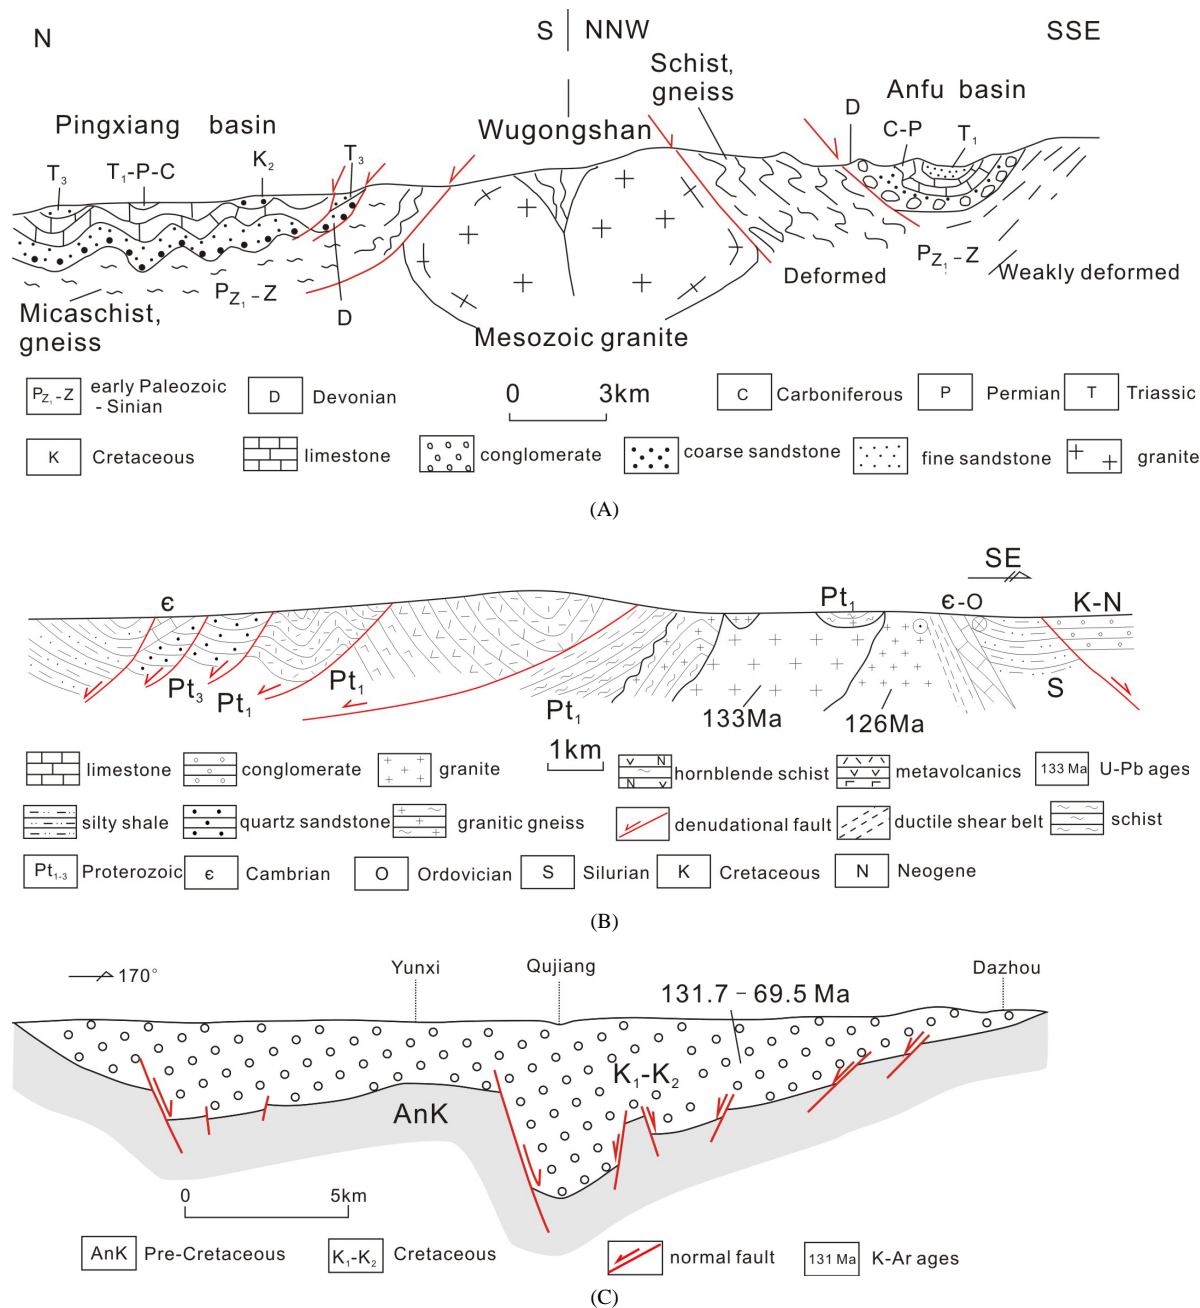 N
S NNW
SSE
Schist,
gneiss
Anfu basin
Pingxiang basin
Wugongshan
D
C-P
T₁
T₃
T₁-P-C
K₂
T₃
P_Z₁-Z
Deformed
P_Z₁-Z
Weakly deformed
Micaschist,
gneiss
D
Mesozoic granite
P_Z₁-Z early Paleozoic
- Sinian
D Devonian
0 3km
C Carboniferous
P Permian
T Triassic
K Cretaceous
limestone
conglomerate
coarse sandstone
fine sandstone
granite
(A)
SE
Є
Pt₁
Є-O
K-N
Pt₃
Pt₁
Pt₁
Pt₁
133Ma
126Ma
S
1km
limestone
conglomerate
granite
N
N
hornblende schist
metavolcanics
133 Ma U-Pb ages
silty shale
quartz sandstone
granitic gneiss
denudational fault
ductile shear belt
schist
Pt₁₋₃ Proterozoic
Є Cambrian
O Ordovician
S Silurian
K Cretaceous
N Neogene
(B)
170°
Yunxi
Qujiang
Dazhou
131.7 - 69.5 Ma
K₁-K₂
AnK
0 5km
AnK Pre-Cretaceous
K₁-K₂ Cretaceous
normal fault
131 Ma K-Ar ages
(C)